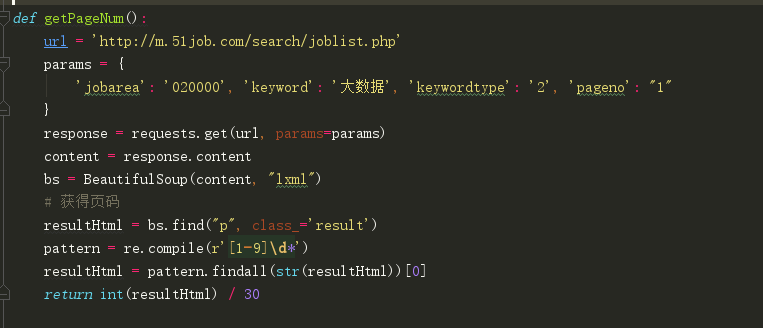 def getPageNum():
    url = 'http://m.51job.com/search/joblist.php'
    params = {
        'jobarea': '020000', 'keyword': '大数据', 'keywordtype': '2', 'pageno': "1"
    }
    response = requests.get(url, params=params)
    content = response.content
    bs = BeautifulSoup(content, "lxml")
    # 获得页码
    resultHtml = bs.find("p", class_='result')
    pattern = re.compile(r'[1-9]\d*')
    resultHtml = pattern.findall(str(resultHtml))[0]
    return int(resultHtml) / 30